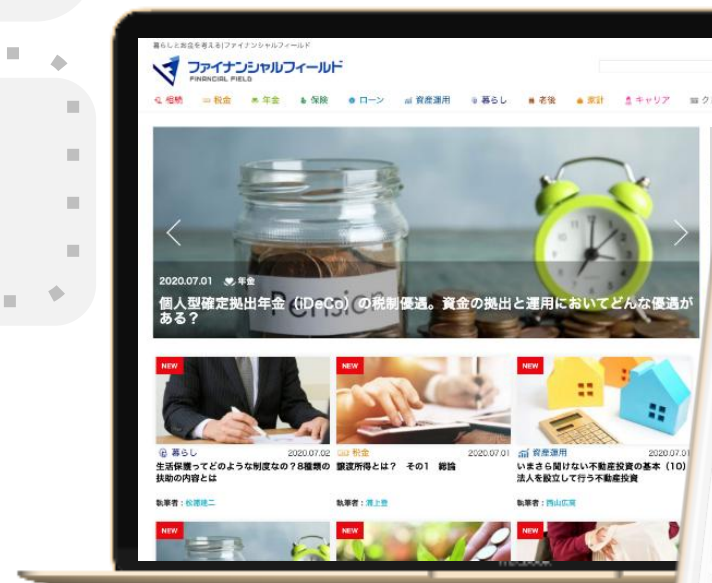 暮らしとお金を考える|ファイナンシャルフィールド
ファイナンシャルフィールド
FINANCIAL FIELD
相続 税金 年金 保険 ローン 資産運用 暮らし 老後 家計 キャリア
Pension
2020.07.01 年金
個人型確定拠出年金（iDeCo）の税制優遇。資金の拠出と運用においてどんな優遇が
ある？
NEW NEW NEW
暮らし 2020.07.02 税金 2020.07.01 資産運用 2020.07.01
生活保護ってどのような制度なの？8種類の
扶助の内容とは
譲渡所得とは？ その1 総論
いまさら聞けない不動産投資の基本（10）
法人を設立して行う不動産投資
執筆者：松浦建二 執筆者：浦上登 執筆者：西山広高
NEW NEW NEW